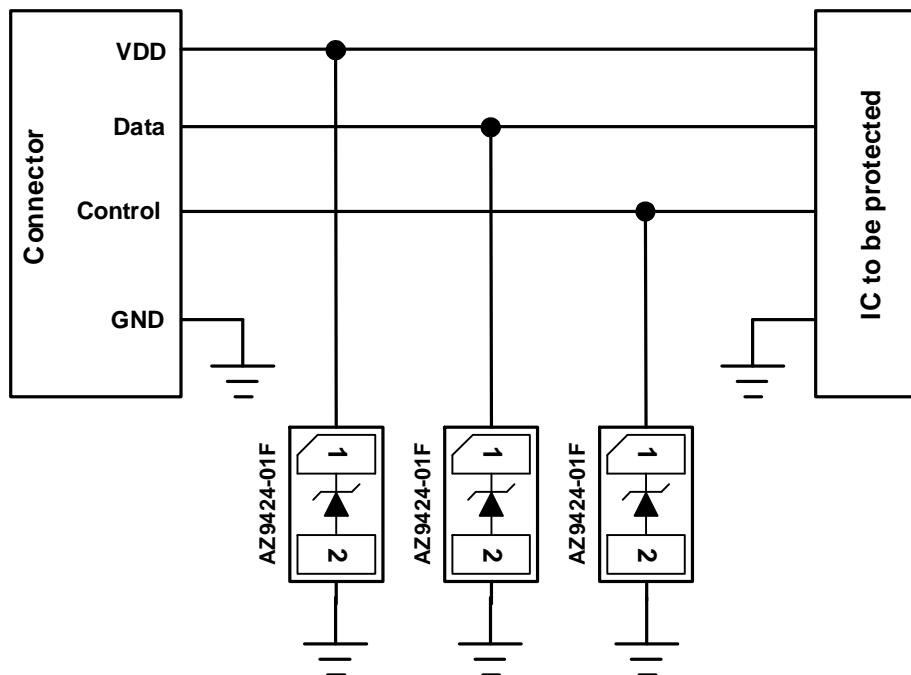 Connector
VDD
Data
Control
GND
IC to be protected
AZ9424-01F
1
2
AZ9424-01F
1
2
AZ9424-01F
1
2